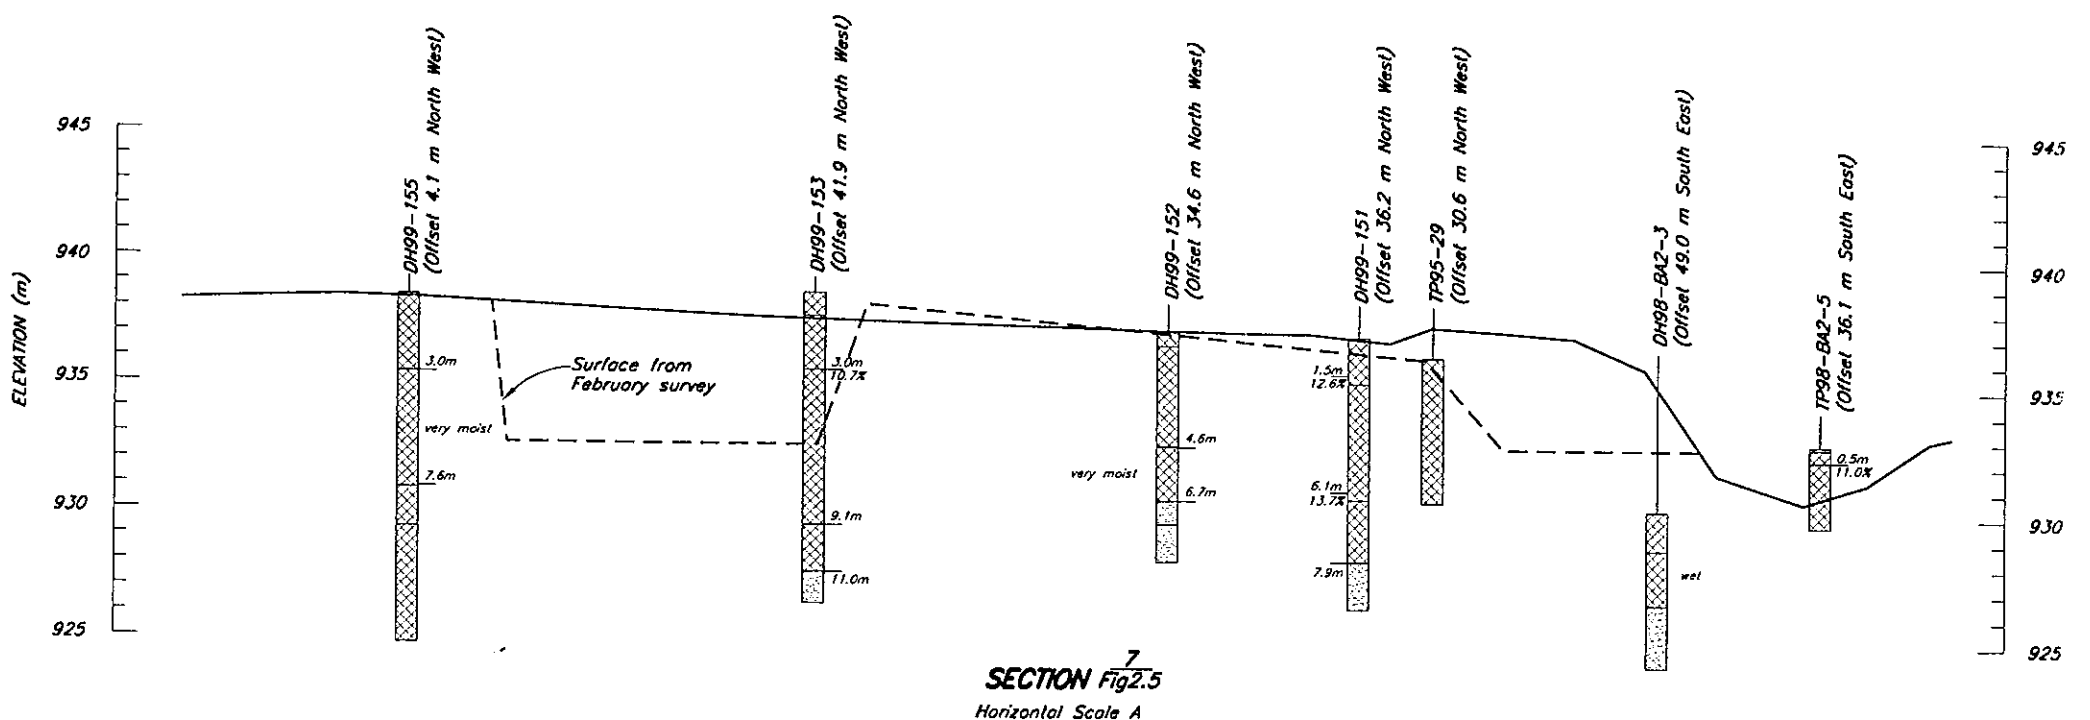 DH99-155
(Offset 4.1 m North West)
DH99-153
(Offset 41.9 m North West)
DH99-152
(Offset 34.6 m North West)
DH99-151
(Offset 36.2 m North West)
TP95-29
(Offset 30.6 m North West)
DH98-BA2-3
(Offset 49.0 m South East)
TP98-BA2-5
(Offset 36.1 m South East)
ELEVATION (m)
945
940
935
930
925
945
940
935
930
925
3.0m
very moist
7.6m
Surface from
February survey
3.0m
10.7%
9.1m
11.0m
4.6m
very moist
6.7m
1.5m
12.6%
6.1m
13.7%
7.9m
wet
0.5m
11.0%
SECTION 7
Fig2.5
Horizontal Scale A